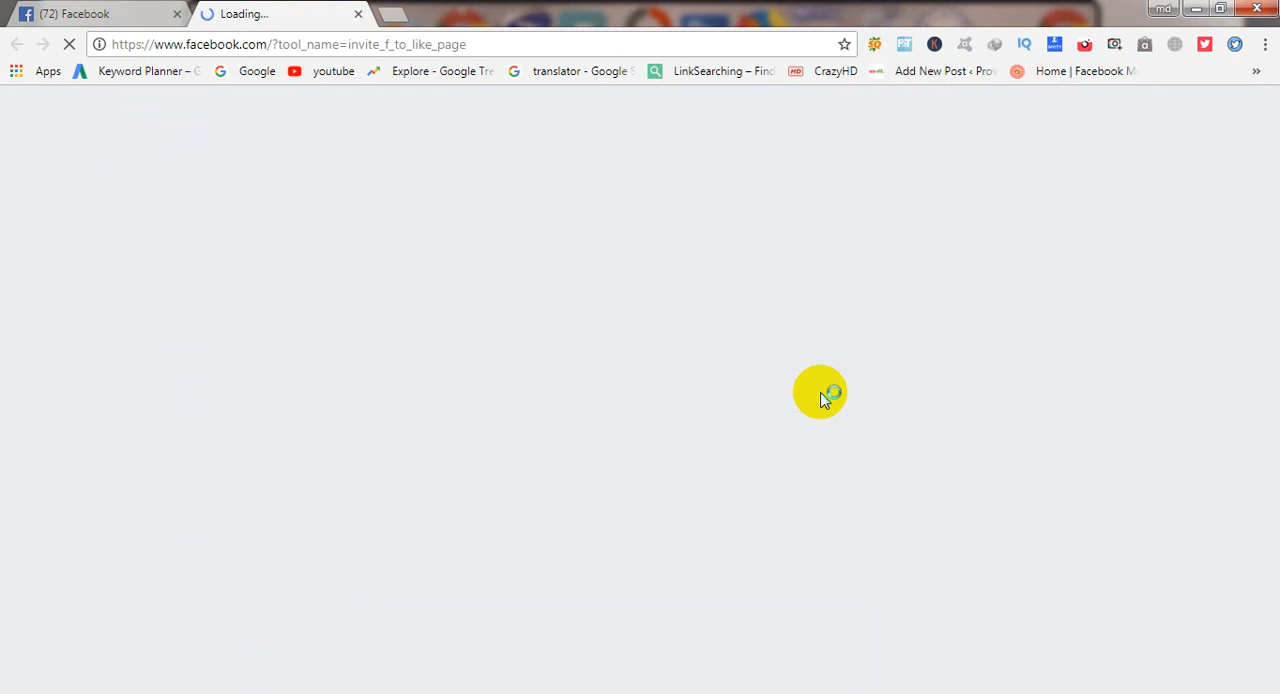 (72) Facebook
Loading...
md
https://www.facebook.com/?tool_name=invite_f_to_like_page
Apps
Keyword Planner – G
Google
youtube
Explore - Google Tre
translator - Google S
LinkSearching – Find
HD
CrazyHD
Add New Post ‹ Prov
Home | Facebook M
»